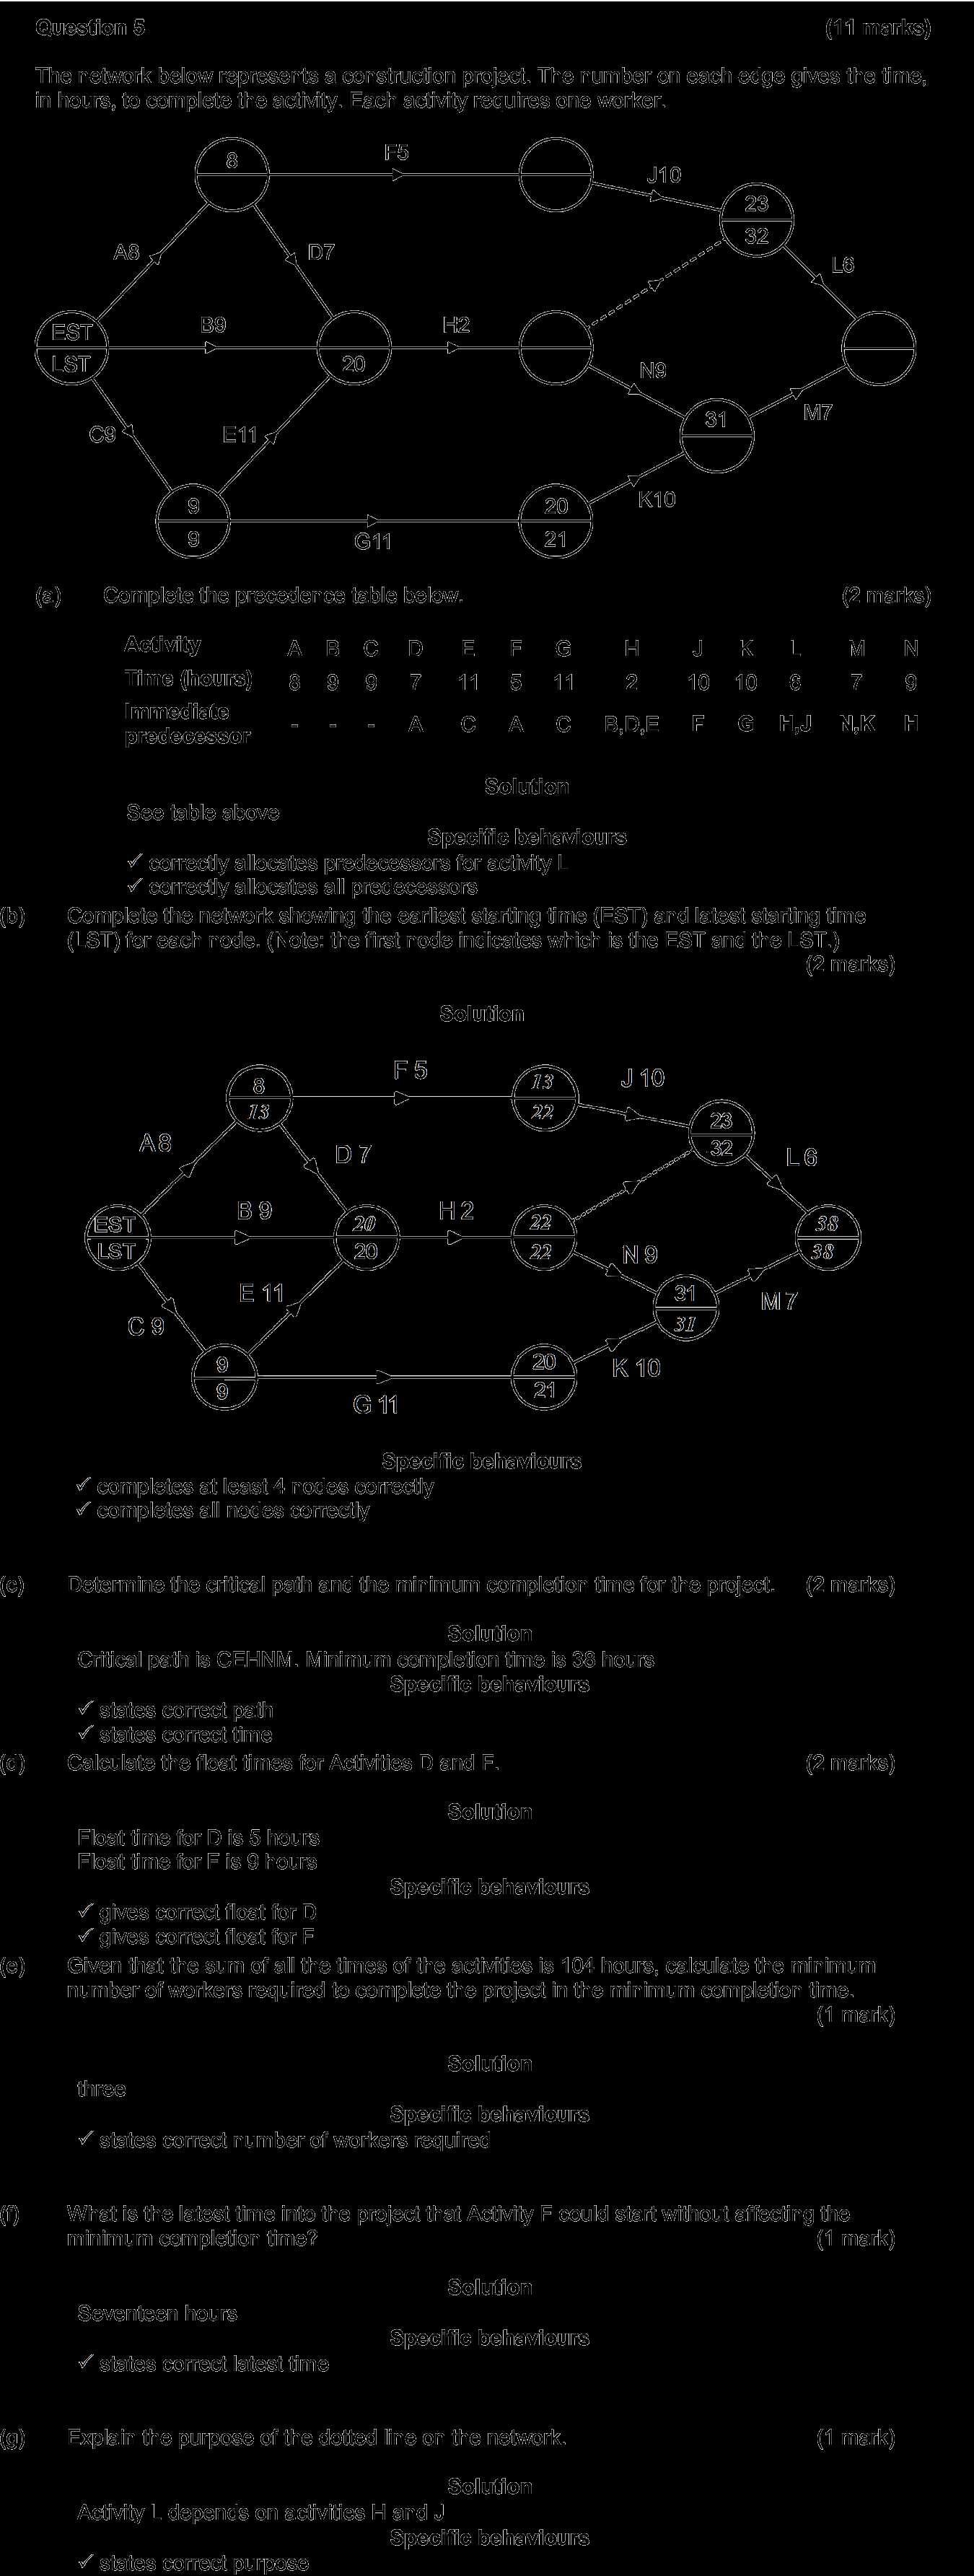 Question 5 (11 marks)
The network below represents a construction project. The number on each edge gives the time,
in hours, to complete the activity. Each activity requires one worker.
8
F5
J10
23
32
A8
D7
L6
EST
LST
B9
20
H2
N9
C9
E11
31
M7
9
9
G11
20
21
K10
(a) Complete the precedence table below. (2 marks)
Activity A B C D E F G H J K L M N
Time (hours) 8 9 9 7 11 5 11 2 10 10 6 7 9
Immediate
predecessor - - - A C A C B,D,E F G H,J N,K H
Solution
See table above
Specific behaviours
✓ correctly allocates predecessors for activity L
✓ correctly allocates all predecessors
(b) Complete the network showing the earliest starting time (EST) and latest starting time
(LST) for each node. (Note: the first node indicates which is the EST and the LST.)
(2 marks)
Solution
8
13
F 5
13
22
J 10
23
32
A 8
D 7
L 6
EST
LST
B 9
20
20
H 2
22
22
38
38
N 9
E 11
31
31
M 7
C 9
9
9
G 11
20
21
K 10
Specific behaviours
✓ completes at least 4 nodes correctly
✓ completes all nodes correctly
(c) Determine the critical path and the minimum completion time for the project. (2 marks)
Solution
Critical path is CEHNM. Minimum completion time is 38 hours
Specific behaviours
✓ states correct path
✓ states correct time
(d) Calculate the float times for Activities D and F. (2 marks)
Solution
Float time for D is 5 hours
Float time for F is 9 hours
Specific behaviours
✓ gives correct float for D
✓ gives correct float for F
(e) Given that the sum of all the times of the activities is 104 hours, calculate the minimum
number of workers required to complete the project in the minimum completion time.
(1 mark)
Solution
three
Specific behaviours
✓ states correct number of workers required
(f) What is the latest time into the project that Activity F could start without affecting the
minimum completion time? (1 mark)
Solution
Seventeen hours
Specific behaviours
✓ states correct latest time
(g) Explain the purpose of the dotted line on the network. (1 mark)
Solution
Activity L depends on activities H and J
Specific behaviours
✓ states correct purpose